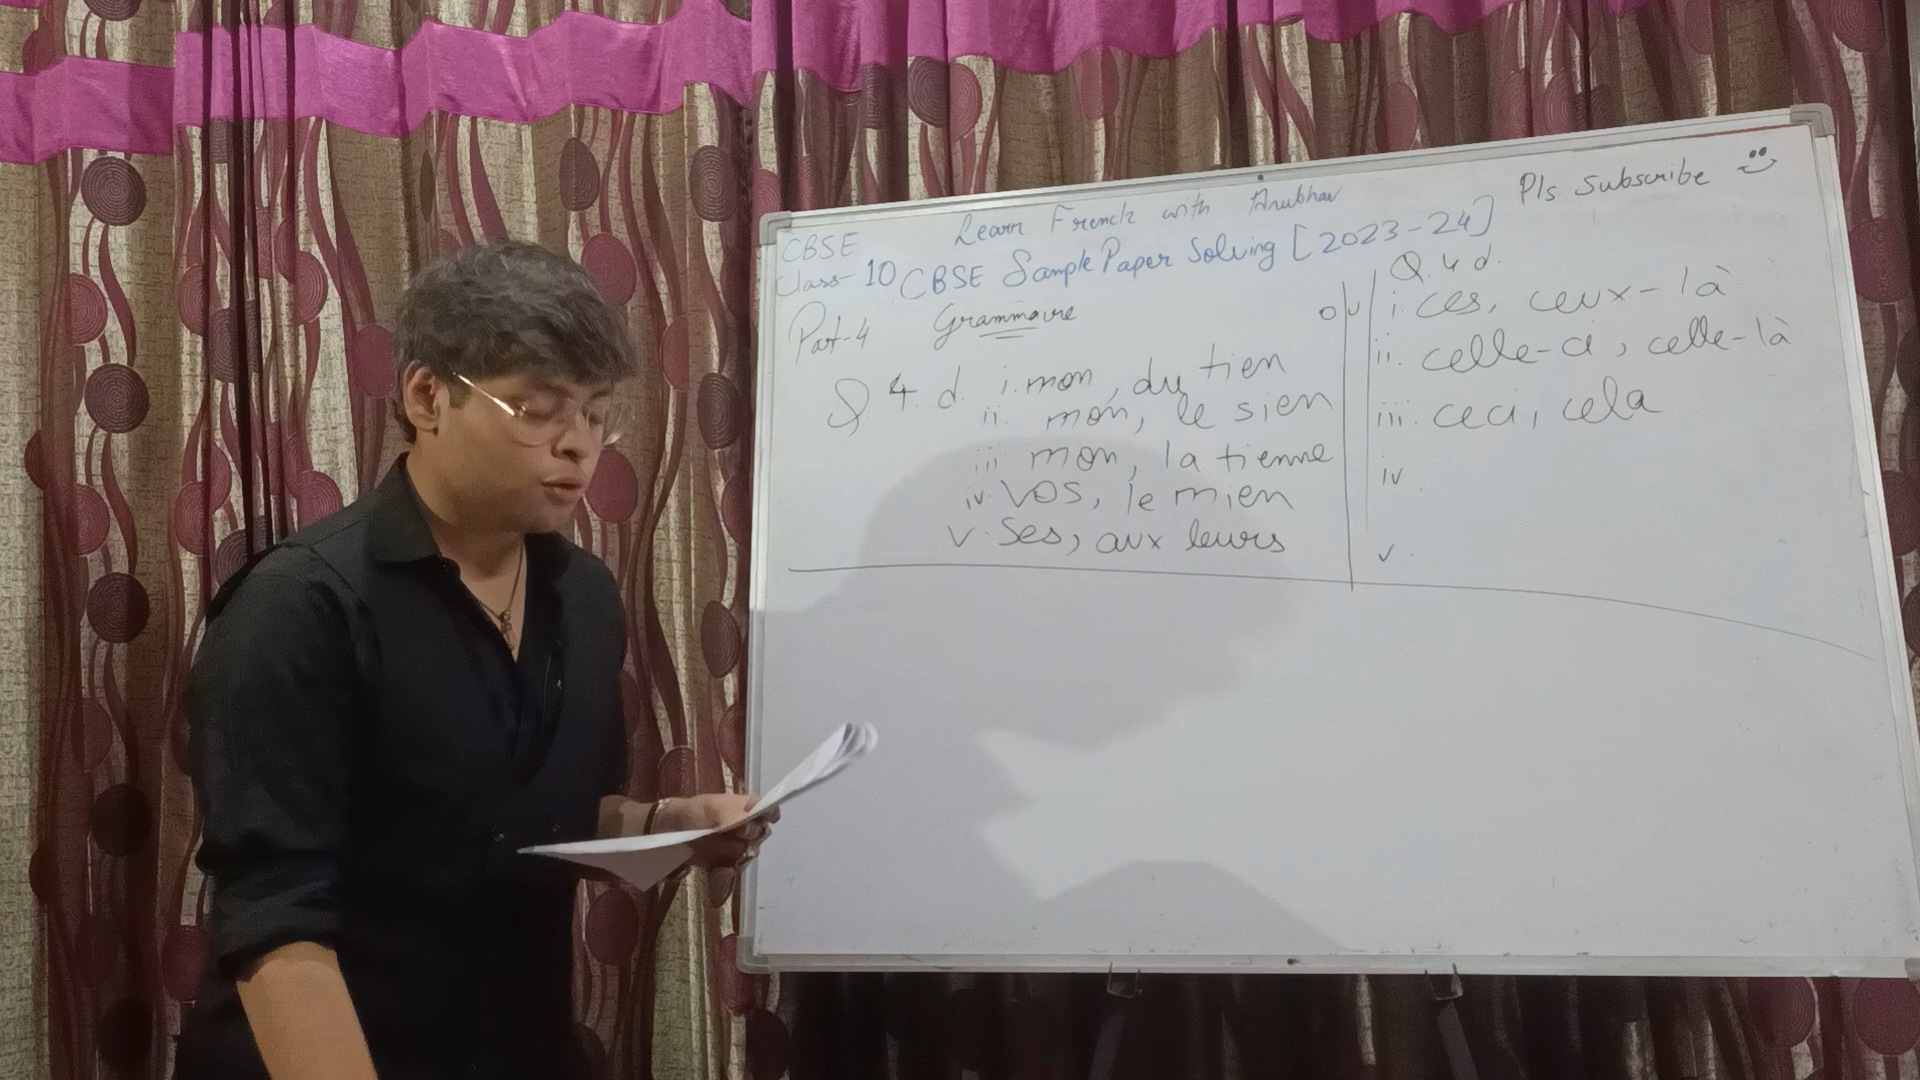 Learn French with Anubhav
Pls Subscribe
CBSE
Class-10
CBSE Sample Paper Solving [2023-24]
Part-4
Grammaire
Q. 4. d. i. mon, du tien
ii. mon, le sien
iii mon, la tienne
iv. Vos, le mien
v. Ses, aux leurs
ou
Q. 4 d.
i. ces, ceux-là
ii. celle-ci, celle-là
iii. ceci, cela
iv.
v.